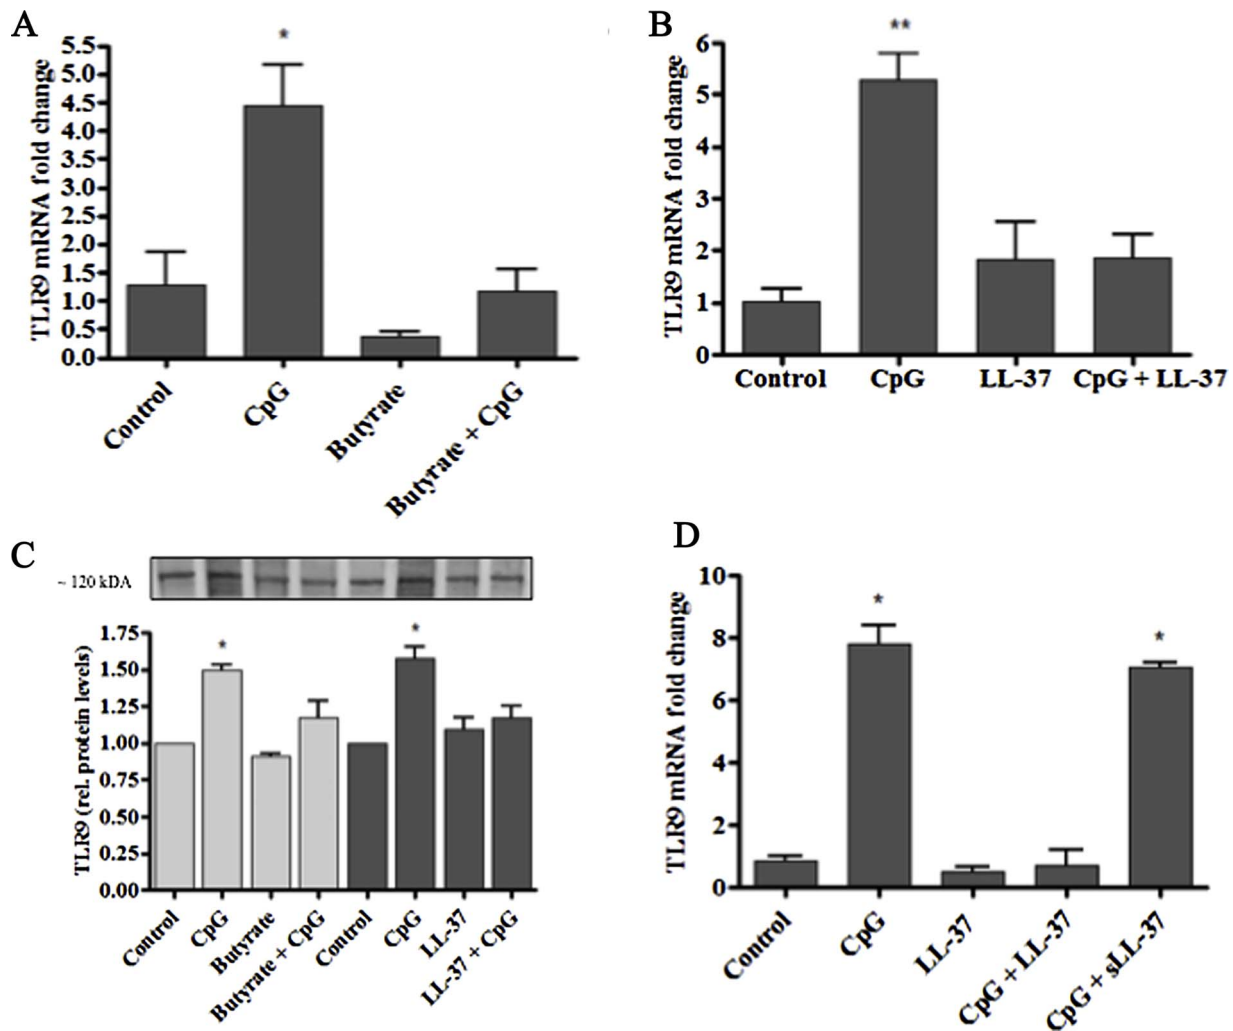 A
TLR9 mRNA fold change
5.5
5.0
4.5
4.0
3.5
3.0
2.5
2.0
1.5
1.0
0.5
0.0
*
Control
CpG
Butyrate
Butyrate + CpG
B
TLR9 mRNA fold change
6
5
4
3
2
1
0
**
Control
CpG
LL-37
CpG + LL-37
C
~ 120 kDA
TLR9 (rel. protein levels)
1.75
1.50
1.25
1.00
0.75
0.50
0.25
0.00
*
*
Control
CpG
Butyrate
Butyrate + CpG
Control
CpG
LL-37
LL-37 + CpG
D
TLR9 mRNA fold change
10
8
6
4
2
0
*
*
Control
CpG
LL-37
CpG + LL-37
CpG + sLL-37